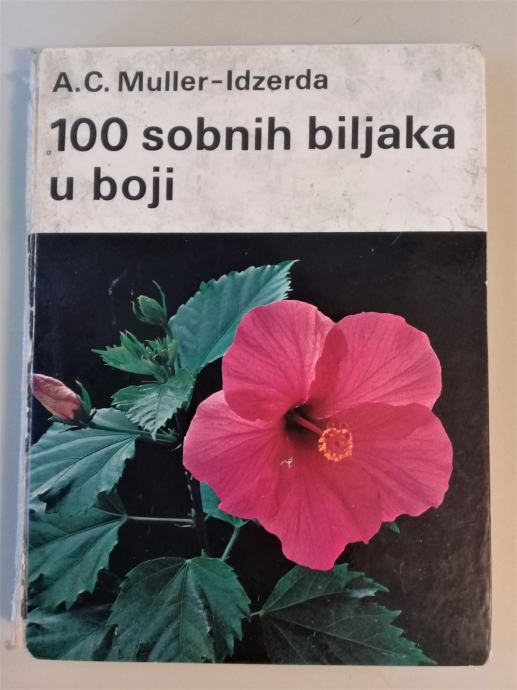 A.C. Muller-Idzerda
100 sobnih biljaka
u boji